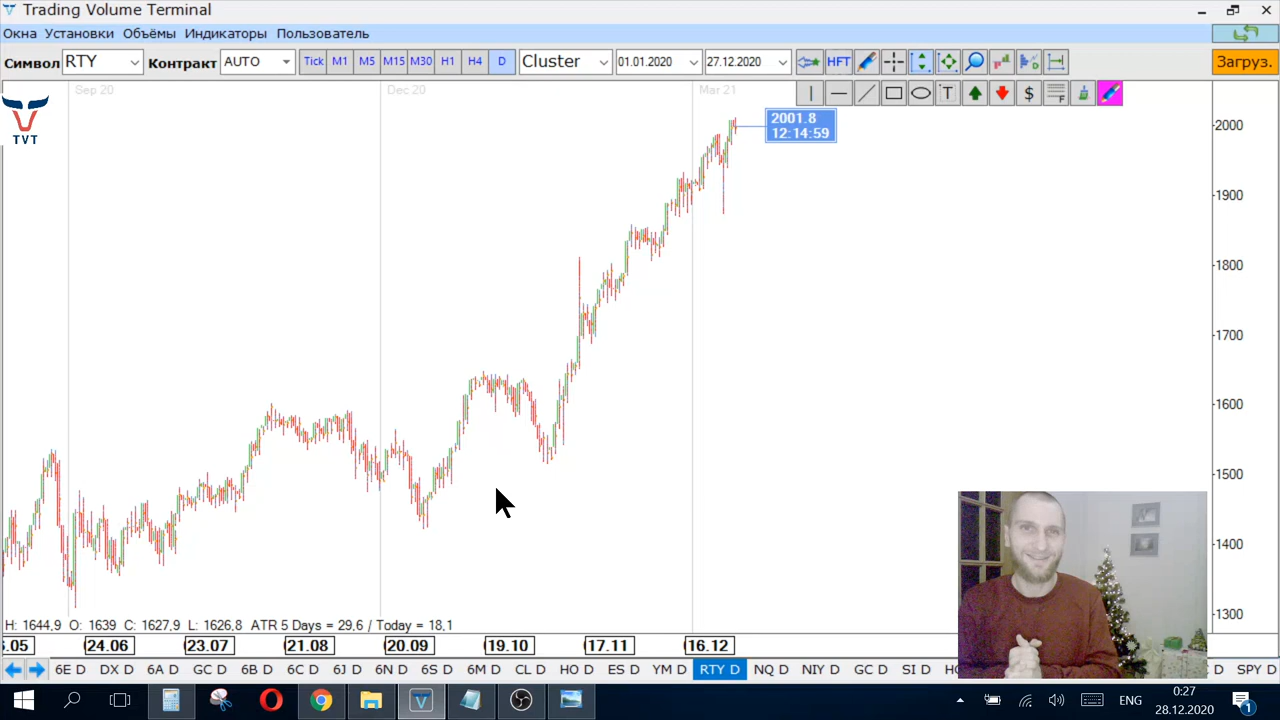 Trading Volume Terminal
Окна Установки Объёмы Индикаторы Пользователь
Символ RTY Контракт AUTO Tick M1 M5 M15 M30 H1 H4 D Cluster 01.01.2020 27.12.2020 HFT Загруз.
T $ F
Sep 20 Dec 20 Mar 21
TVT
2001.8
12:14:59
2000
1900
1800
1700
1600
1500
1400
1300
H: 1644,9 O: 1639 C: 1627,9 L: 1626,8 ATR 5 Days = 29,6 / Today = 18,1
.05 (24.06 (23.07 (21.08 (20.09 (19.10 (17.11 (16.12
6E D DX D 6A D GC D 6B D 6C D 6J D 6N D 6S D 6M D CL D HO D ES D YM D RTY D NQ D NIY D GC D SI D D SPY D
ENG 0:27
28.12.2020 1